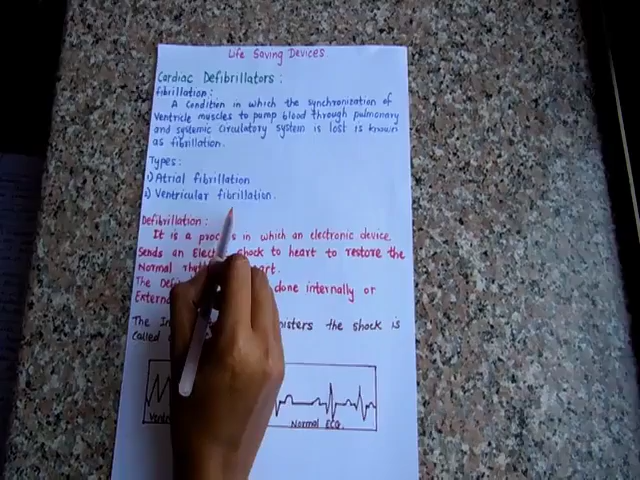 Life Saving Devices
Cardiac Defibrillators :
Fibrillation :
A Condition in which the synchronization of
Ventricle muscles to pump blood through pulmonary
and systemic circulatory system is lost is known
as fibrillation.
Types :
1) Atrial fibrillation
2) Ventricular fibrillation.
Defibrillation :
It is a in which an electronic device
Sends an shock to heart to restore the
Normal
The done internally or
The the shock is
Called
Normal ECG